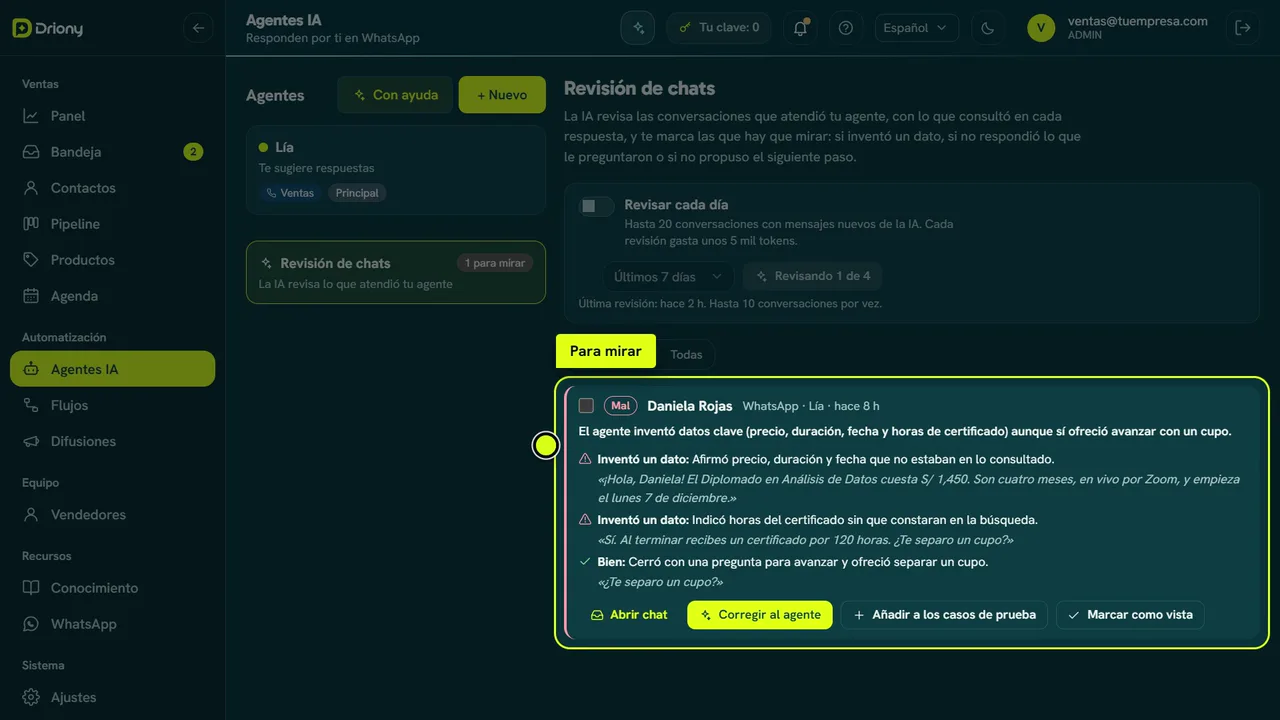 Driony
Ventas
Panel
Bandeja
2
Contactos
Pipeline
Productos
Agenda
Automatización
Agentes IA
Flujos
Difusiones
Equipo
Vendedores
Recursos
Conocimiento
WhatsApp
Sistema
Ajustes
Agentes IA
Responden por ti en WhatsApp
Tu clave: 0
Español
V
ventas@tuempresa.com
ADMIN
Agentes
Con ayuda
+ Nuevo
Lía
Te sugiere respuestas
Ventas
Principal
Revisión de chats
1 para mirar
La IA revisa lo que atendió tu agente
Revisión de chats
La IA revisa las conversaciones que atendió tu agente, con lo que consultó en cada
respuesta, y te marca las que hay que mirar: si inventó un dato, si no respondió lo que
le preguntaron o si no propuso el siguiente paso.
Revisar cada día
Hasta 20 conversaciones con mensajes nuevos de la IA. Cada
revisión gasta unos 5 mil tokens.
Últimos 7 días
Revisando 1 de 4
Última revisión: hace 2 h. Hasta 10 conversaciones por vez.
Para mirar
Todas
Mal
Daniela Rojas
WhatsApp · Lía · hace 8 h
El agente inventó datos clave (precio, duración, fecha y horas de certificado) aunque sí ofreció avanzar con un cupo.
Inventó un dato: Afirmó precio, duración y fecha que no estaban en lo consultado.
«¡Hola, Daniela! El Diplomado en Análisis de Datos cuesta S/ 1,450. Son cuatro meses, en vivo por Zoom, y empieza
el lunes 7 de diciembre.»
Inventó un dato: Indicó horas del certificado sin que constaran en la búsqueda.
«Sí. Al terminar recibes un certificado por 120 horas. ¿Te separo un cupo?»
Bien: Cerró con una pregunta para avanzar y ofreció separar un cupo.
«¿Te separo un cupo?»
Abrir chat
Corregir al agente
+ Añadir a los casos de prueba
Marcar como vista